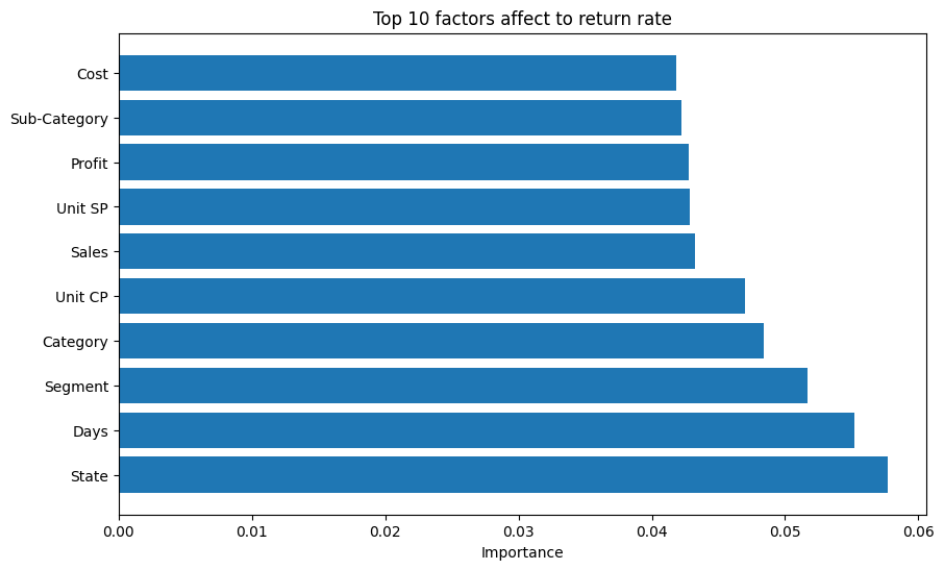 Top 10 factors affect to return rate
Cost
Sub-Category
Profit
Unit SP
Sales
Unit CP
Category
Segment
Days
State
0.00 0.01 0.02 0.03 0.04 0.05 0.06
Importance